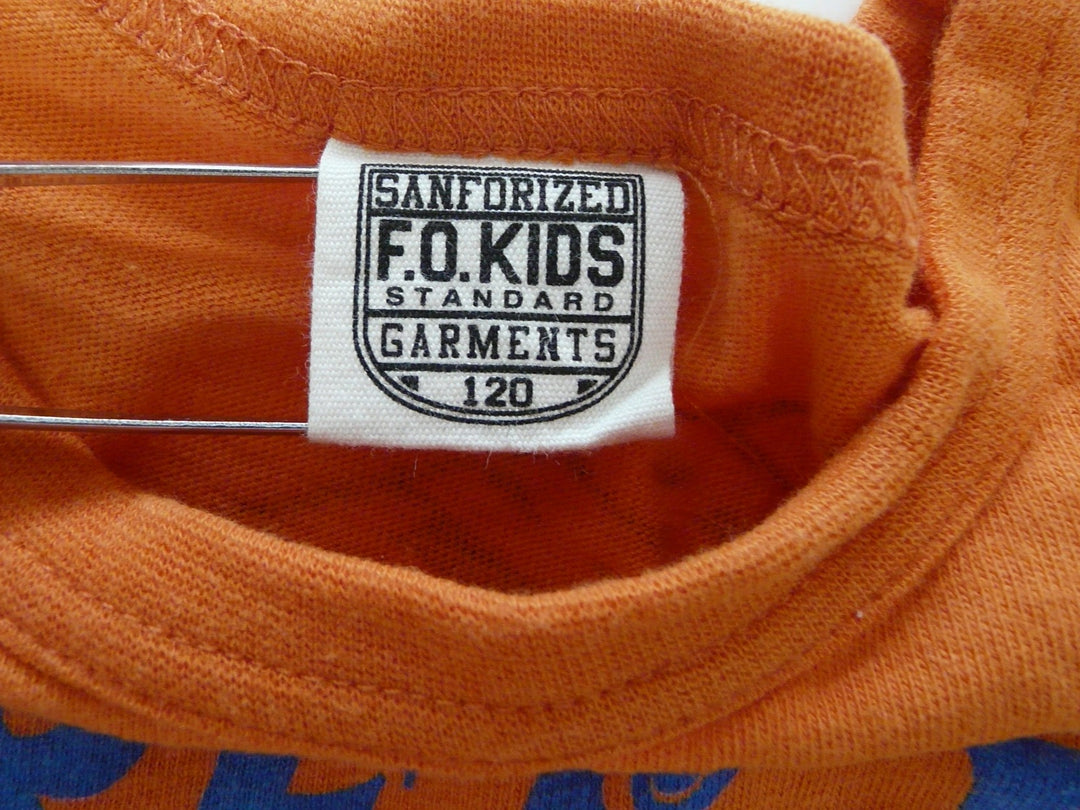 SANFORIZED
F.O.KIDS
STANDARD
GARMENTS
120